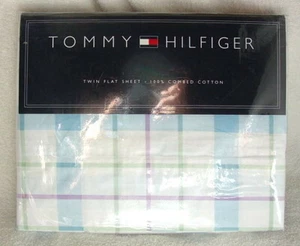 TOMMY HILFIGER
TWIN FLAT SHEET · 100% COMBED COTTON